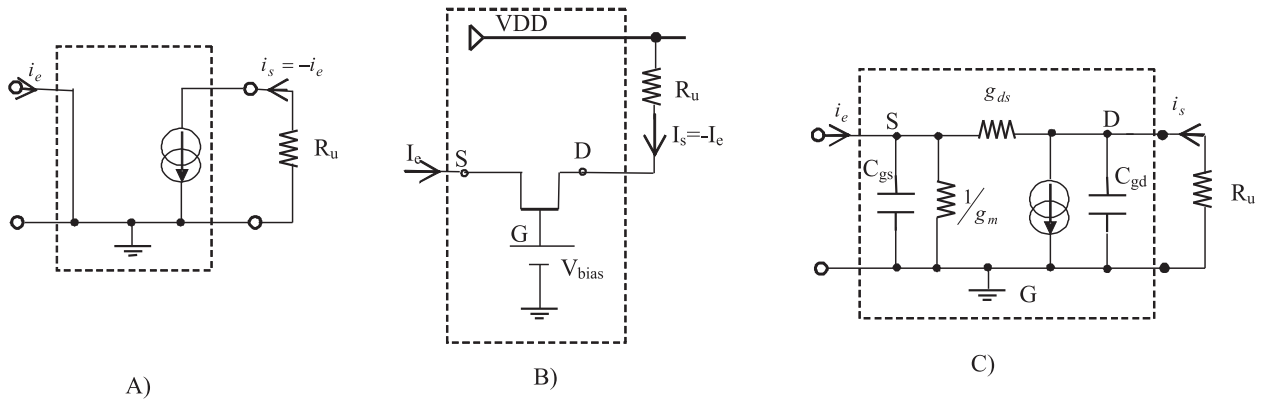 i_e
i_s = -i_e
R_u
A)
VDD
R_u
I_s=-I_e
I_e
S
D
G
V_bias
B)
g_ds
i_e
S
D
i_s
C_gs
1/g_m
C_gd
R_u
G
C)